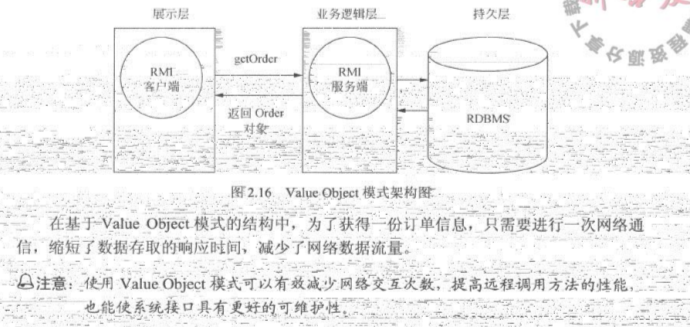 展示层 业务逻辑层 持久层
getOrder
RMI RMI
客户端 服务端
返回 Order RDBMS
对象
图 2.16 Value Object 模式架构图
在基于 Value Object 模式的结构中，为了获得一份订单信息，只需要进行一次网络通
信，缩短了数据存取的响应时间，减少了网络数据流量。
注意：使用 Value Object 模式可以有效减少网络交互次数，提高远程调用方法的性能，
也能使系统接口具有更好的可维护性。